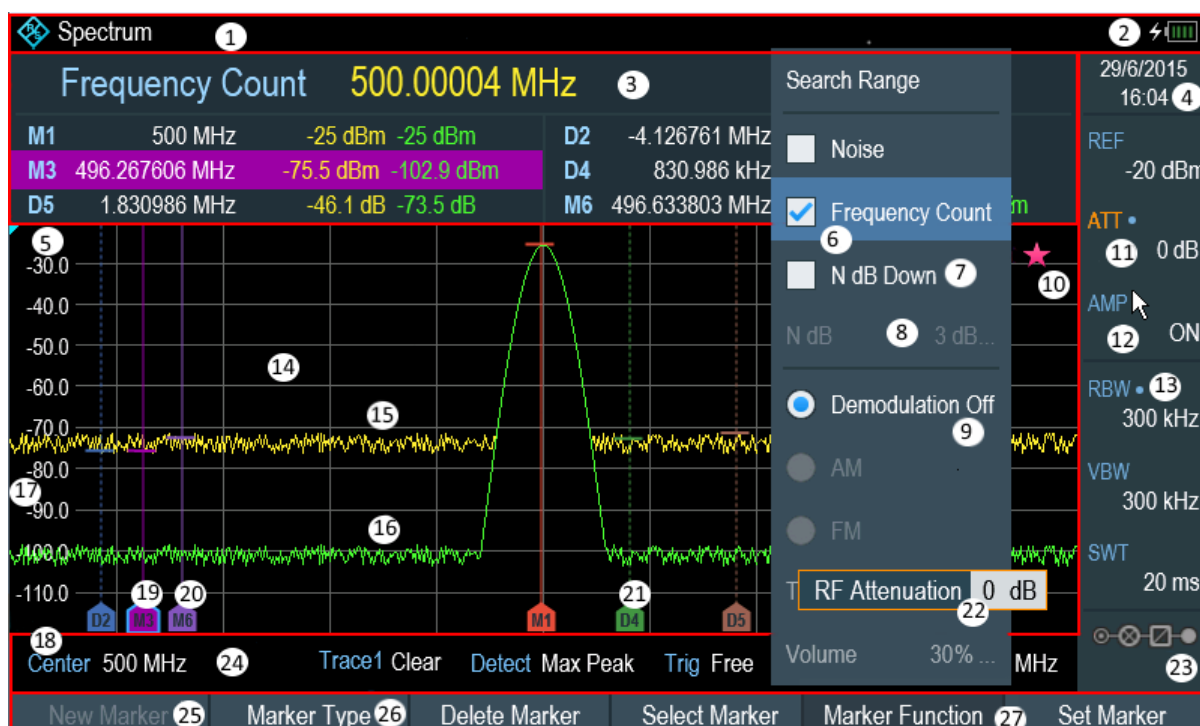 R&S Spectrum 1 2
Frequency Count 500.00004 MHz 3
M1 500 MHz -25 dBm -25 dBm D2 -4.126761 MHz
M3 496.267606 MHz -75.5 dBm -102.9 dBm D4 830.986 kHz
D5 1.830986 MHz -46.1 dB -73.5 dB M6 496.633803 MHz m
Search Range
Noise
Frequency Count
6
N dB Down 7
N dB 8 3 dB...
Demodulation Off
9
AM
FM
T
RF Attenuation 0 dB
22
Volume 30% ...
29/6/2015
16:04 4
REF
-20 dBm
ATT
11 0 dB
AMP
12 ON
RBW 13
300 kHz
VBW
300 kHz
SWT
20 ms
23
5
10
-30.0
-40.0
-50.0
14
-60.0
15
-70.0
-80.0
17
-90.0
16
-100.0
-110.0
19 20 21
D2 M3 M6 M1 D4 D5
18
Center 500 MHz 24 Trace1 Clear Detect Max Peak Trig Free MHz
New Marker 25 Marker Type 26 Delete Marker Select Marker Marker Function 27 Set Marker